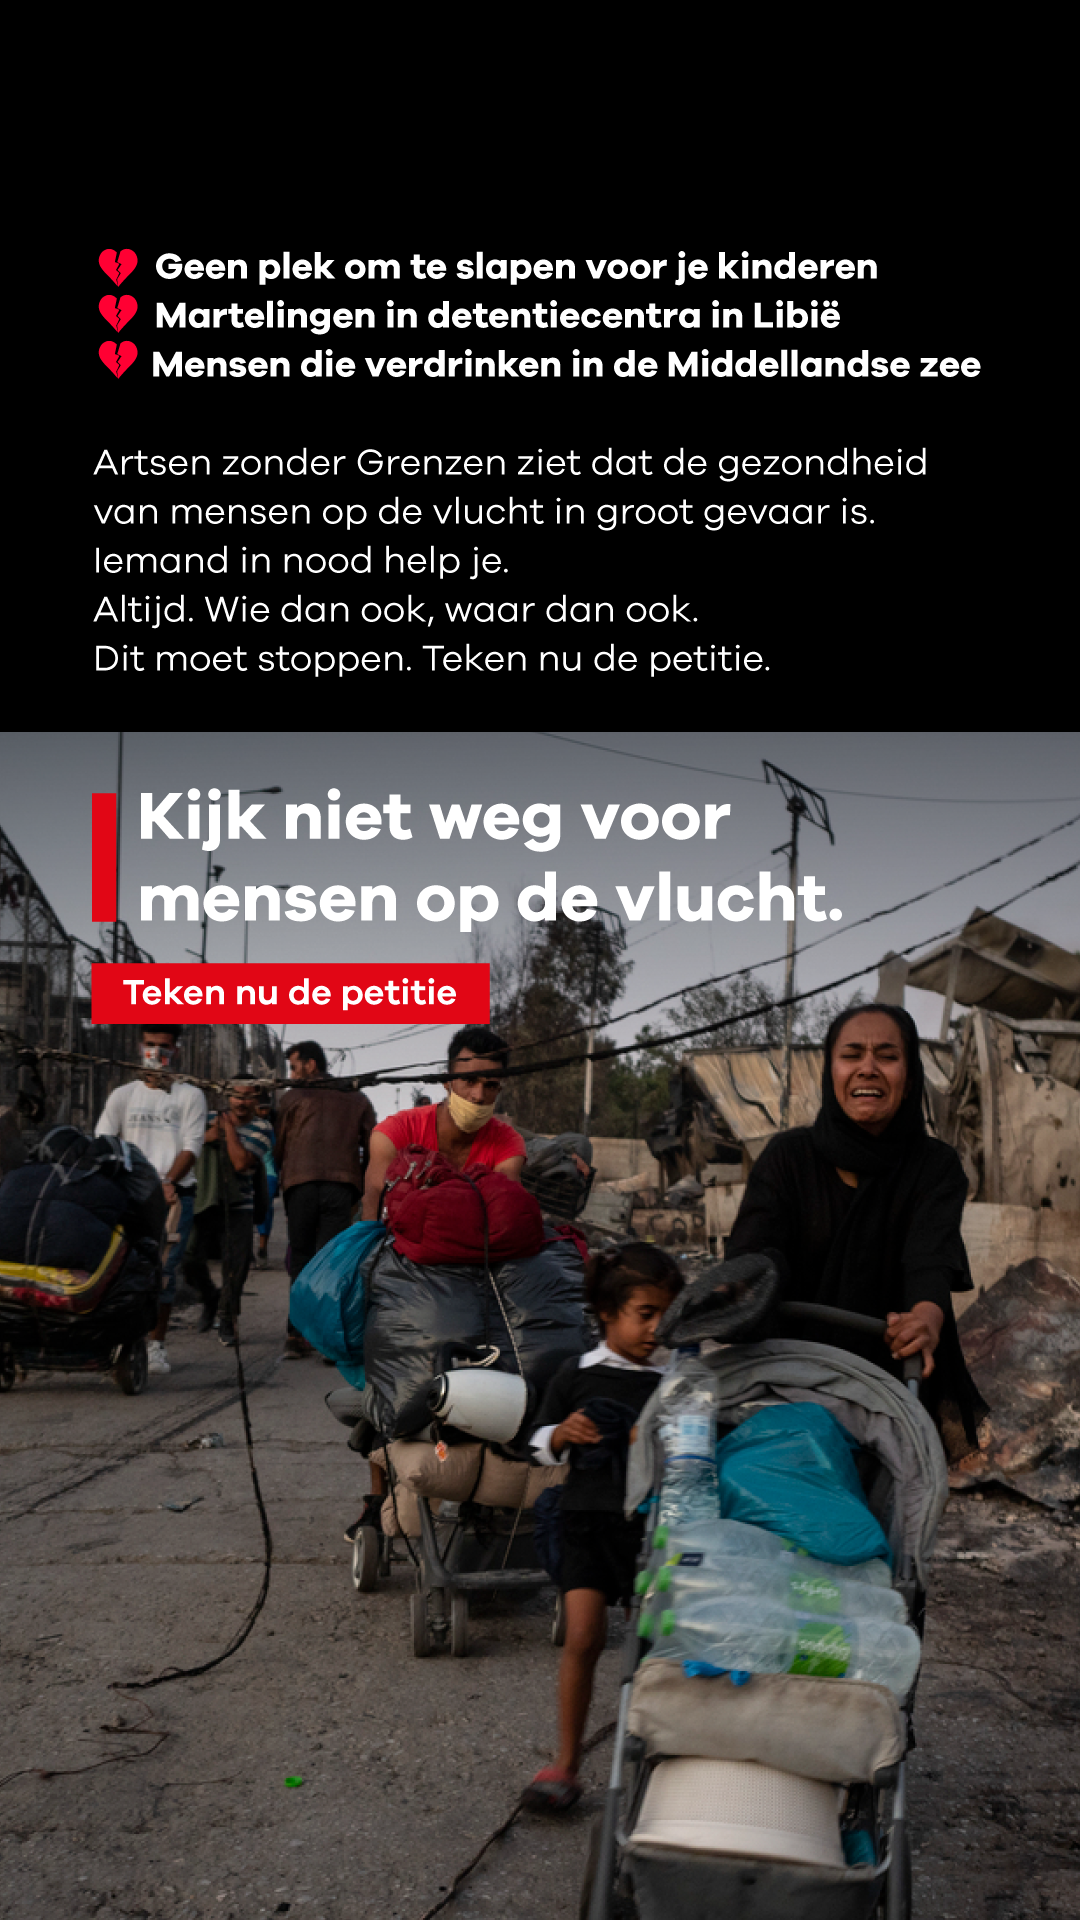 Geen plek om te slapen voor je kinderen
Martelingen in detentiecentra in Libië
Mensen die verdrinken in de Middellandse zee
Artsen zonder Grenzen ziet dat de gezondheid
van mensen op de vlucht in groot gevaar is.
Iemand in nood help je.
Altijd. Wie dan ook, waar dan ook.
Dit moet stoppen. Teken nu de petitie.
Kijk niet weg voor
mensen op de vlucht.
Teken nu de petitie
JEANS